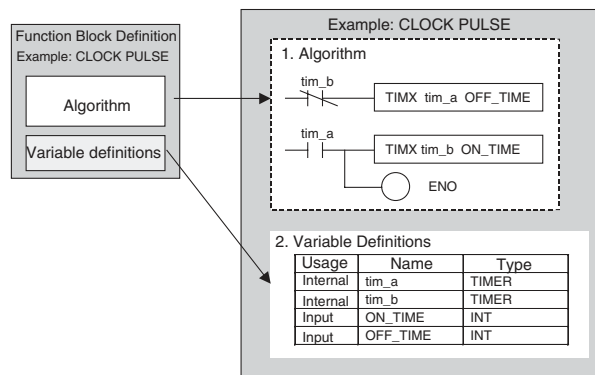 Function Block Definition
Example: CLOCK PULSE
Algorithm
Variable definitions
Example: CLOCK PULSE
1. Algorithm
tim_b
TIMX tim_a OFF_TIME
tim_a
TIMX tim_b ON_TIME
ENO
2. Variable Definitions
Usage Name Type
Internal tim_a TIMER
Internal tim_b TIMER
Input ON_TIME INT
Input OFF_TIME INT